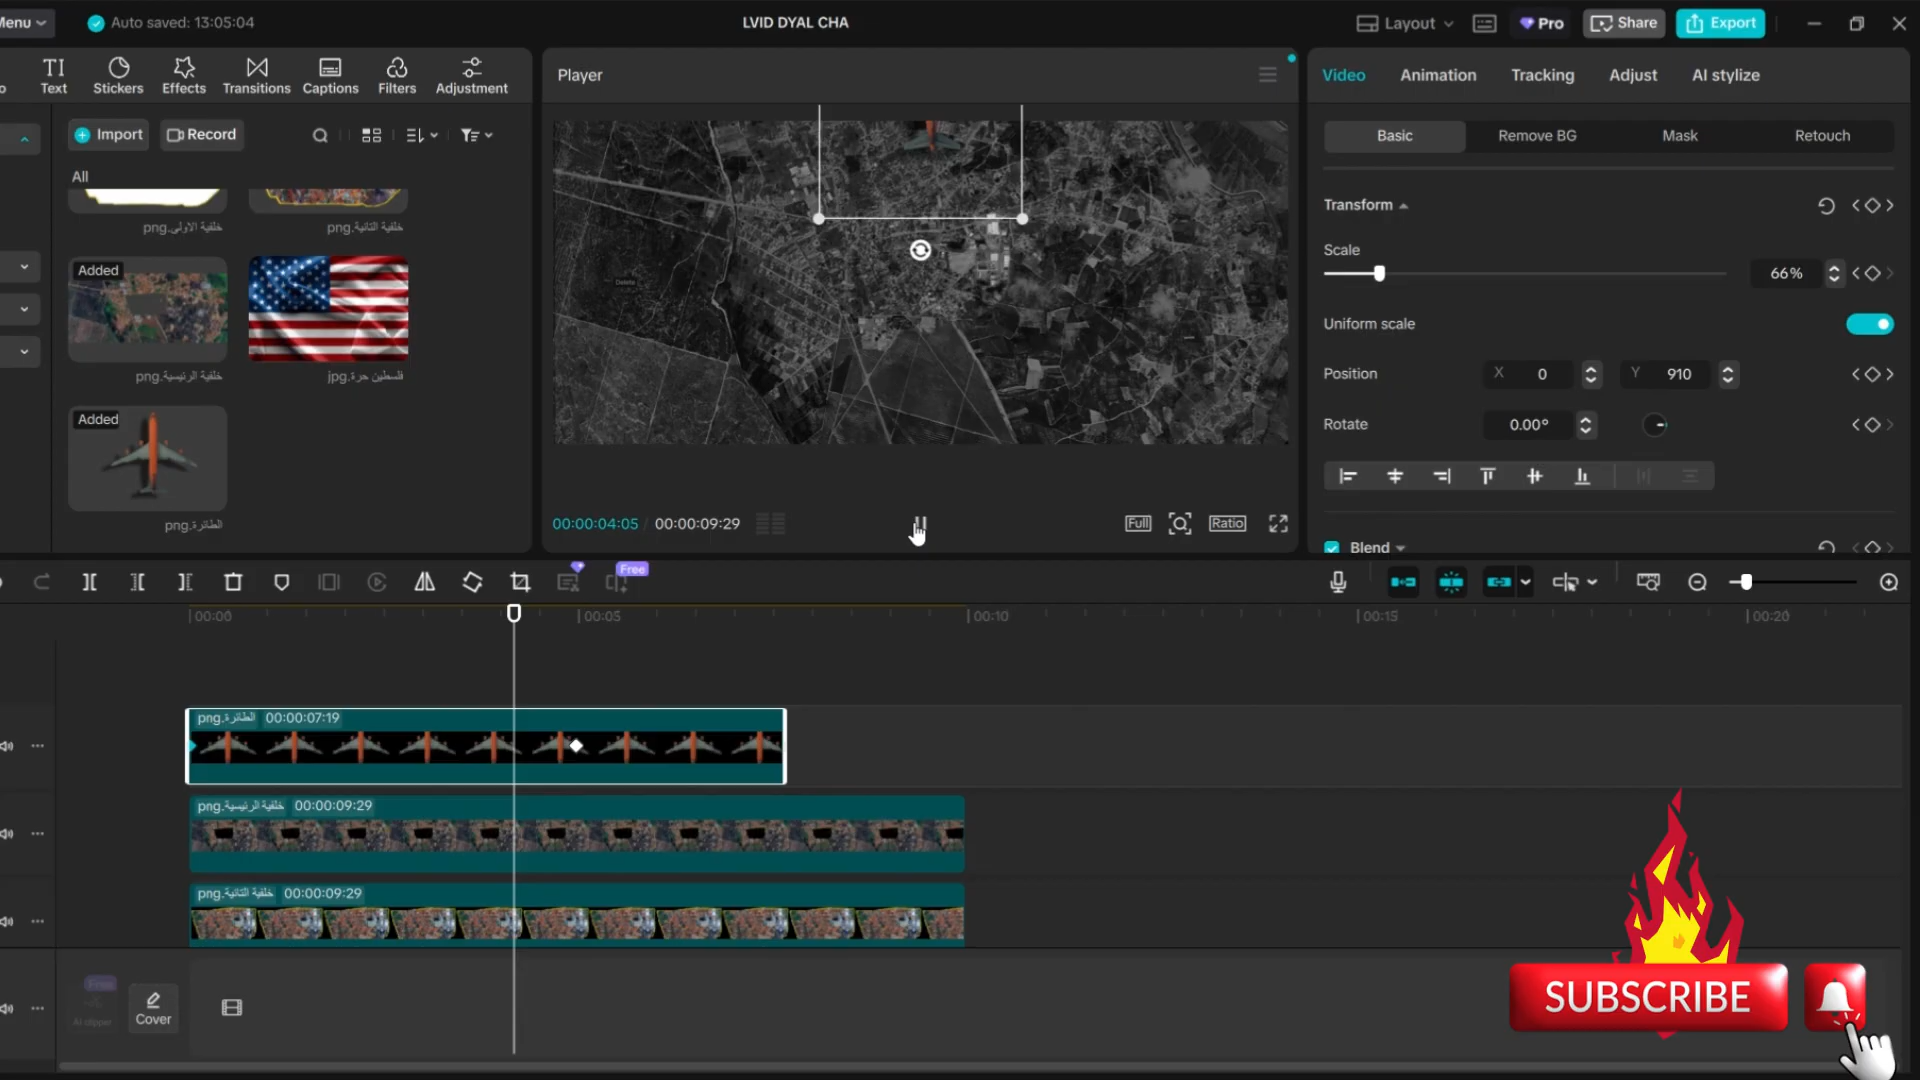 Menu
Auto saved: 13:05:04
LVID DYAL CHA
Layout
Pro
Share
Export
TI
Text
Stickers
Effects
Transitions
Captions
Filters
Adjustment
Import
Record
All
خلفية الاولى.png
خلفية الثانية.png
Added
خلفية الرئيسية.png
فلسطين حرة.jpg
Added
الطائرة.png
Player
Delete
00:00:04:05 / 00:00:09:29
Full
Ratio
Video
Animation
Tracking
Adjust
AI stylize
Basic
Remove BG
Mask
Retouch
Transform
Scale
66%
Uniform scale
Position
X 0
Y 910
Rotate
0.00°
Blend
Free
00:00
00:05
00:10
00:15
00:20
الطائرة.png 00:00:07:19
خلفية الرئيسية.png 00:00:09:29
خلفية الثانية.png 00:00:09:29
Free
AI clipper
Cover
SUBSCRIBE